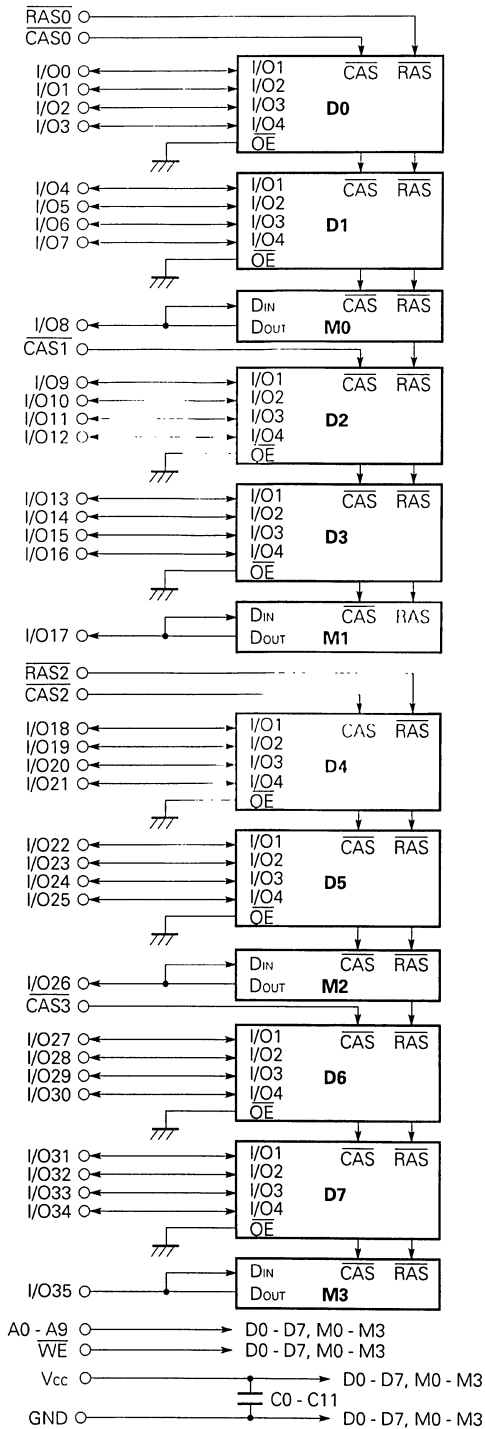 RAS0
CAS0
I/O0 I/O1 CAS RAS
I/O1 I/O2
I/O2 I/O3 D0
I/O3 I/O4
OE
I/O4 I/O1 CAS RAS
I/O5 I/O2
I/O6 I/O3 D1
I/O7 I/O4
OE
DIN CAS RAS
I/O8 DOUT M0
CAS1
I/O9 I/O1 CAS RAS
I/O10 I/O2
I/O11 I/O3 D2
I/O12 I/O4
OE
I/O13 I/O1 CAS RAS
I/O14 I/O2
I/O15 I/O3 D3
I/O16 I/O4
OE
DIN CAS RAS
I/O17 DOUT M1
RAS2
CAS2
I/O18 I/O1 CAS RAS
I/O19 I/O2
I/O20 I/O3 D4
I/O21 I/O4
OE
I/O22 I/O1 CAS RAS
I/O23 I/O2
I/O24 I/O3 D5
I/O25 I/O4
OE
DIN CAS RAS
I/O26 DOUT M2
CAS3
I/O27 I/O1 CAS RAS
I/O28 I/O2
I/O29 I/O3 D6
I/O30 I/O4
OE
I/O31 I/O1 CAS RAS
I/O32 I/O2
I/O33 I/O3 D7
I/O34 I/O4
OE
DIN CAS RAS
I/O35 DOUT M3
A0 - A9 D0 - D7, M0 - M3
WE D0 - D7, M0 - M3
Vcc D0 - D7, M0 - M3
C0 - C11
GND D0 - D7, M0 - M3